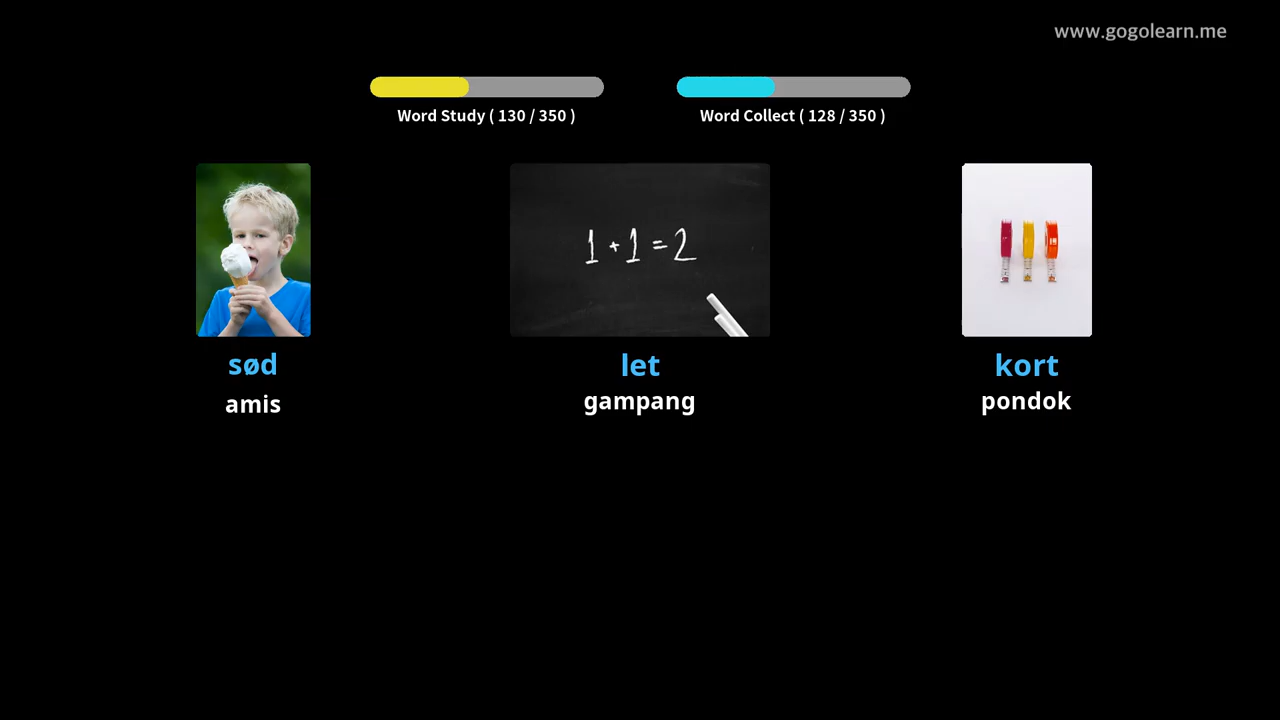 www.gogolearn.me
Word Study ( 130 / 350 )
Word Collect ( 128 / 350 )
1 + 1 = 2
sød
let
kort
amis
gampang
pondok